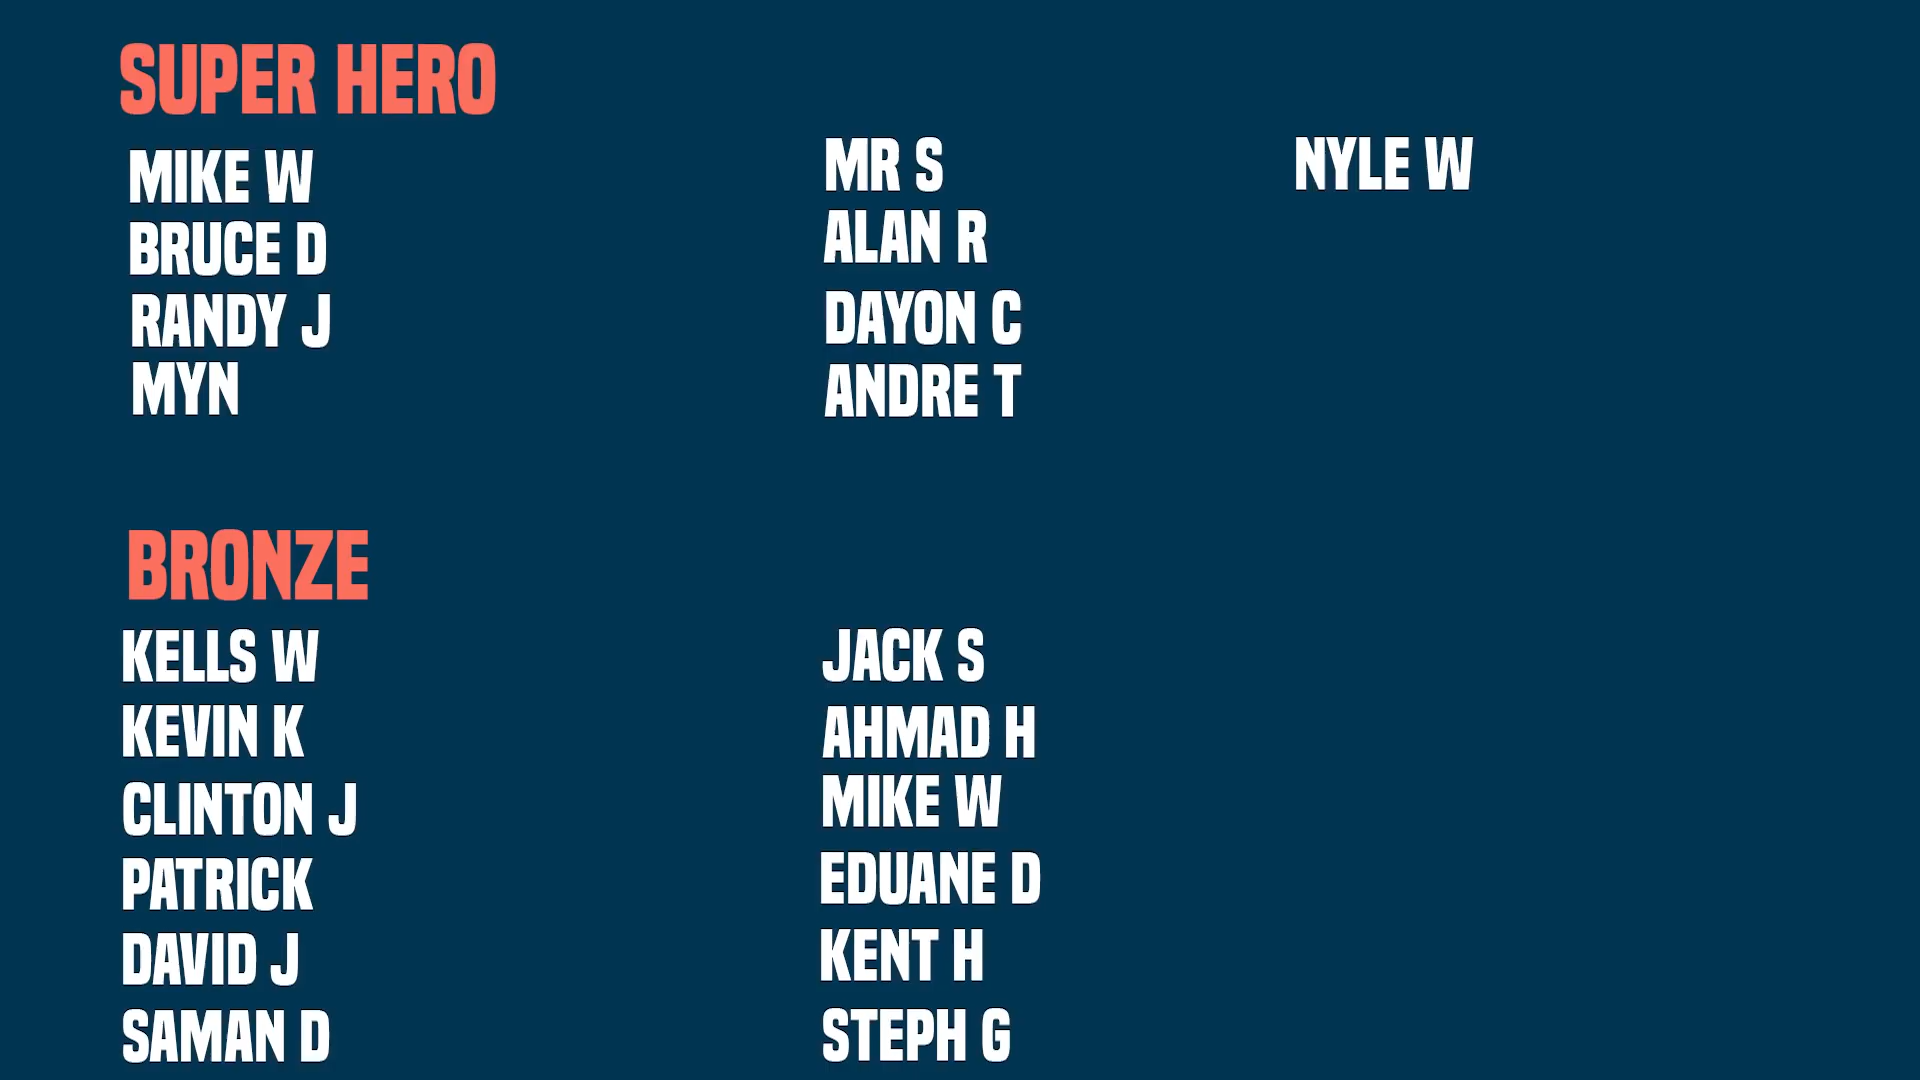 SUPER HERO
MIKE W
BRUCE D
RANDY J
MYN
MR S
ALAN R
DAYON C
ANDRE T
NYLE W
BRONZE
KELLS W
KEVIN K
CLINTON J
PATRICK
DAVID J
SAMAN D
JACK S
AHMAD H
MIKE W
EDUANE D
KENT H
STEPH G